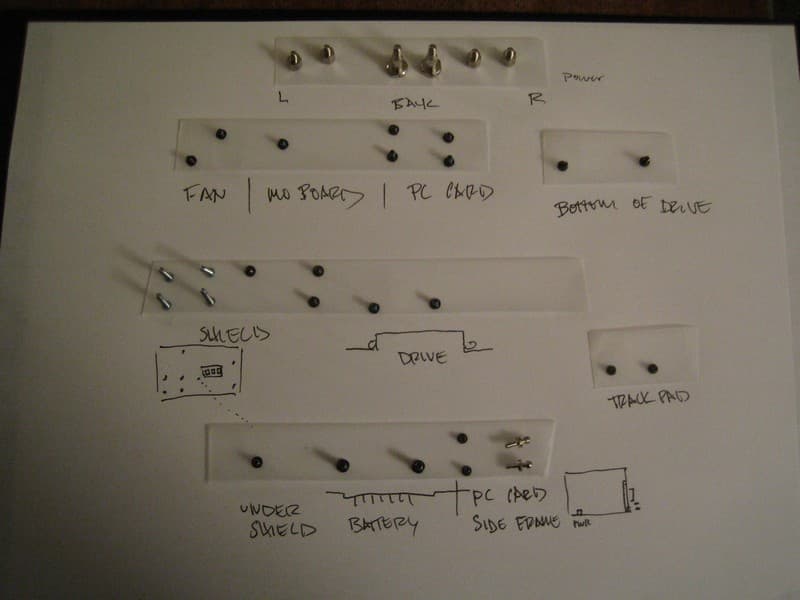 Power
L BACK R
FAN | MO BOARD | PC CARD
BOTTOM OF DRIVE
SHIELD
DRIVE
TRACK PAD
UNDER SHIELD
BATERY
PC CARD
SIDE FRAME
PWR